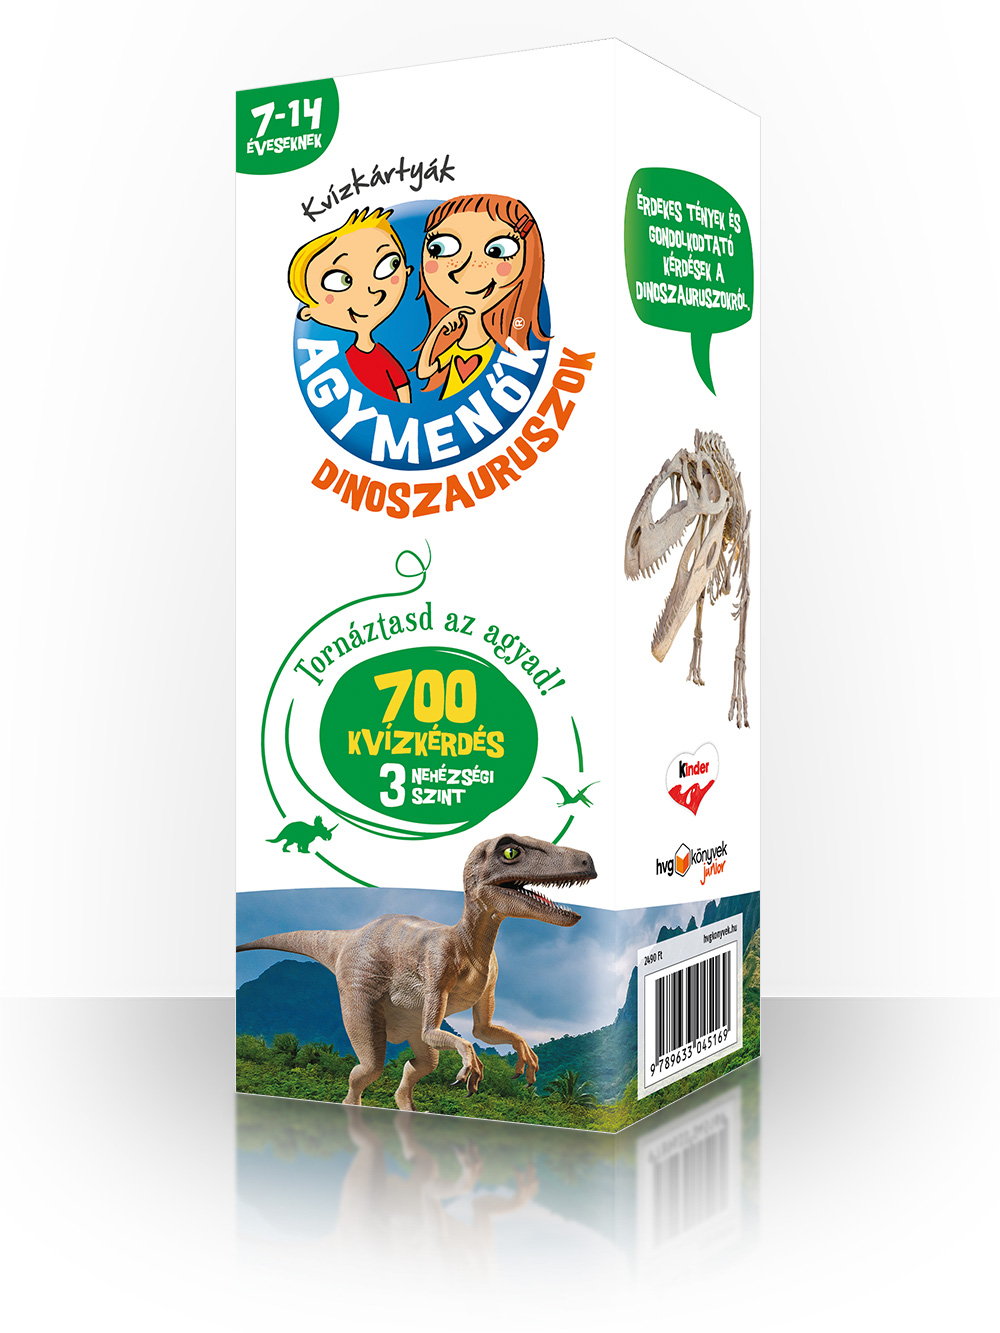 7-14
ÉVESEKNEK
Kvízkártyák
AGYMENŐK®
DINOSZAURUSZOK
Tornáztasd az agyad!
700
KVÍZKÉRDÉS
3 NEHÉZSÉGI
SZINT
ÉRDEKES TÉNYEK ÉS
GONDOLKODTATÓ
KÉRDÉSEK A
DINOSZAURUSZOKRÓL.
Kinder
hvg könyvek
junior
2490 Ft
hvgkonyvek.hu
9 789633 045169